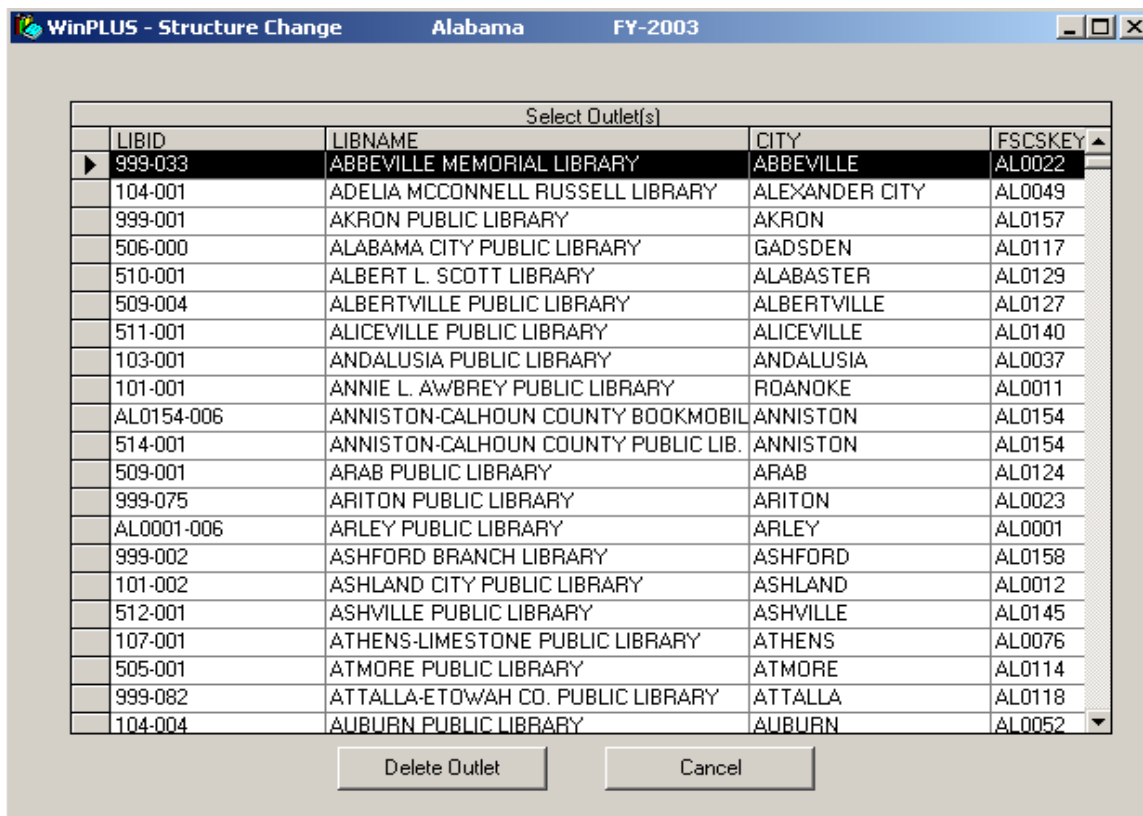 WinPLUS - Structure Change Alabama FY-2003
Select Outlet(s)
LIBID LIBNAME CITY FSCSKEY
999-033 ABBEVILLE MEMORIAL LIBRARY ABBEVILLE AL0022
104-001 ADELIA MCCONNELL RUSSELL LIBRARY ALEXANDER CITY AL0049
999-001 AKRON PUBLIC LIBRARY AKRON AL0157
506-000 ALABAMA CITY PUBLIC LIBRARY GADSDEN AL0117
510-001 ALBERT L. SCOTT LIBRARY ALABASTER AL0129
509-004 ALBERTVILLE PUBLIC LIBRARY ALBERTVILLE AL0127
511-001 ALICEVILLE PUBLIC LIBRARY ALICEVILLE AL0140
103-001 ANDALUSIA PUBLIC LIBRARY ANDALUSIA AL0037
101-001 ANNIE L. AWBREY PUBLIC LIBRARY ROANOKE AL0011
AL0154-006 ANNISTON-CALHOUN COUNTY BOOKMOBIL ANNISTON AL0154
514-001 ANNISTON-CALHOUN COUNTY PUBLIC LIB. ANNISTON AL0154
509-001 ARAB PUBLIC LIBRARY ARAB AL0124
999-075 ARITON PUBLIC LIBRARY ARITON AL0023
AL0001-006 ARLEY PUBLIC LIBRARY ARLEY AL0001
999-002 ASHFORD BRANCH LIBRARY ASHFORD AL0158
101-002 ASHLAND CITY PUBLIC LIBRARY ASHLAND AL0012
512-001 ASHVILLE PUBLIC LIBRARY ASHVILLE AL0145
107-001 ATHENS-LIMESTONE PUBLIC LIBRARY ATHENS AL0076
505-001 ATMORE PUBLIC LIBRARY ATMORE AL0114
999-082 ATTALLA-ETOWAH CO. PUBLIC LIBRARY ATTALLA AL0118
104-004 AUBURN PUBLIC LIBRARY AUBURN AL0052
Delete Outlet Cancel